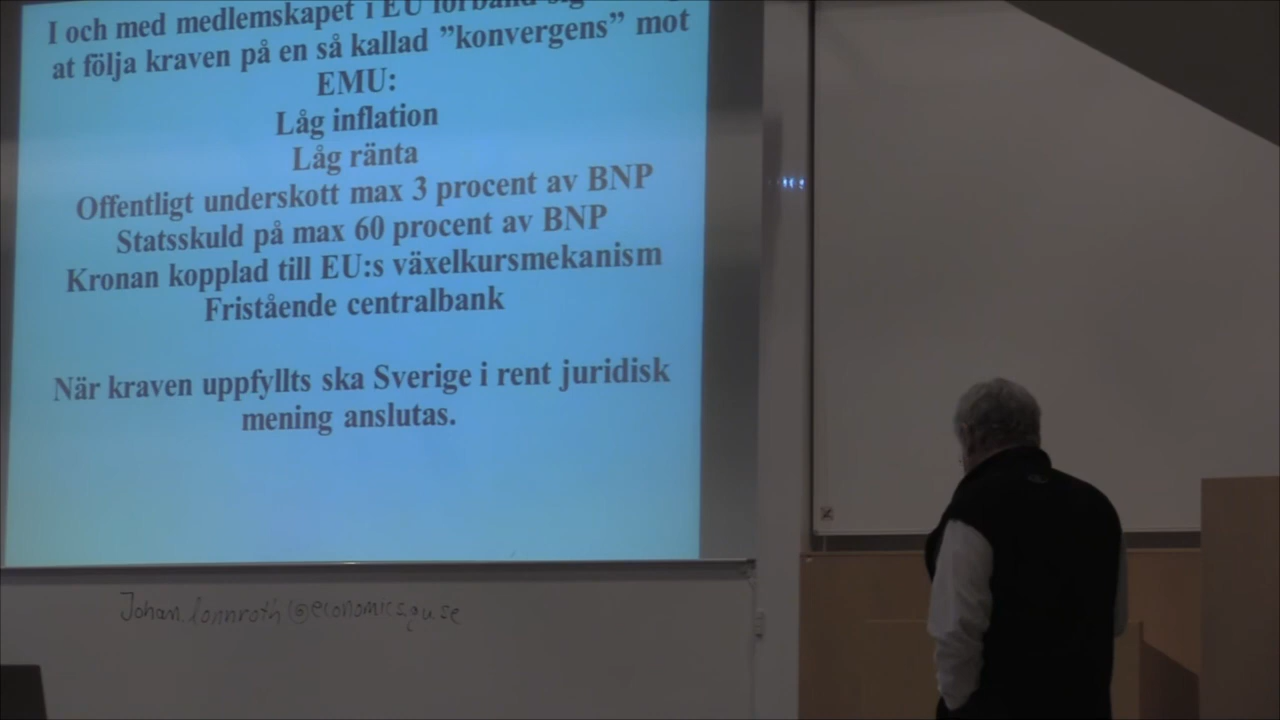 I och med medlemskapet i EU förband
at följa kraven på en så kallad ”konvergens” mot
EMU:
Låg inflation
Låg ränta
Offentligt underskott max 3 procent av BNP
Statsskuld på max 60 procent av BNP
Kronan kopplad till EU:s växelkursmekanism
Fristående centralbank
När kraven uppfyllts ska Sverige i rent juridisk
mening anslutas.
Johan.lonnroth@economics.gu.se